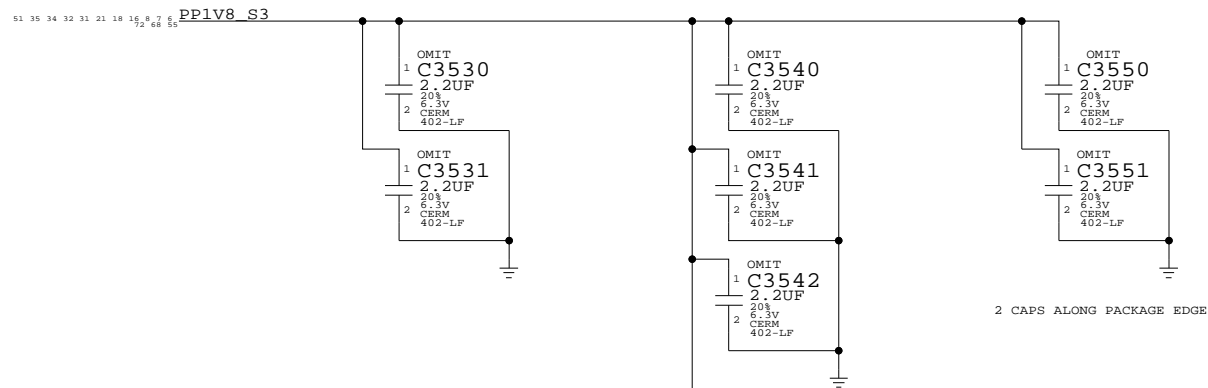 51 35 34 32 31 21 18 16 8 7 6 PP1V8_S3
72 68 55
OMIT
1 C3530
2.2UF
20%
6.3V
2 CERM
402-LF
OMIT
1 C3531
2.2UF
20%
6.3V
2 CERM
402-LF
OMIT
1 C3540
2.2UF
20%
6.3V
2 CERM
402-LF
OMIT
1 C3541
2.2UF
20%
6.3V
2 CERM
402-LF
OMIT
1 C3542
2.2UF
20%
6.3V
2 CERM
402-LF
OMIT
1 C3550
2.2UF
20%
6.3V
2 CERM
402-LF
OMIT
1 C3551
2.2UF
20%
6.3V
2 CERM
402-LF
2 CAPS ALONG PACKAGE EDGE